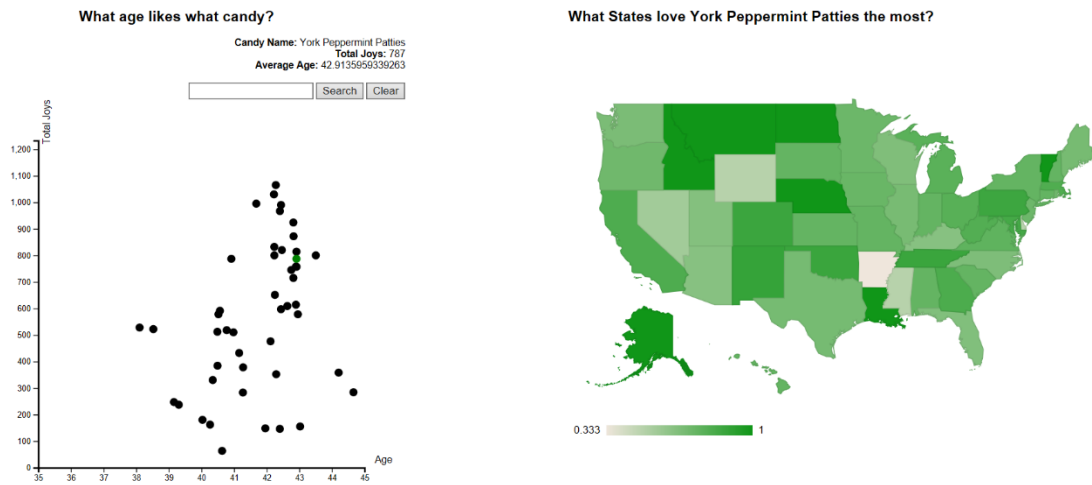 What age likes what candy?
Candy Name: York Peppermint Patties
Total Joys: 787
Average Age: 42.9135959339263
Search Clear
Total Joys
1,200
1,100
1,000
900
800
700
600
500
400
300
200
100
0
Age
35 36 37 38 39 40 41 42 43 44 45
What States love York Peppermint Patties the most?
0.333 1